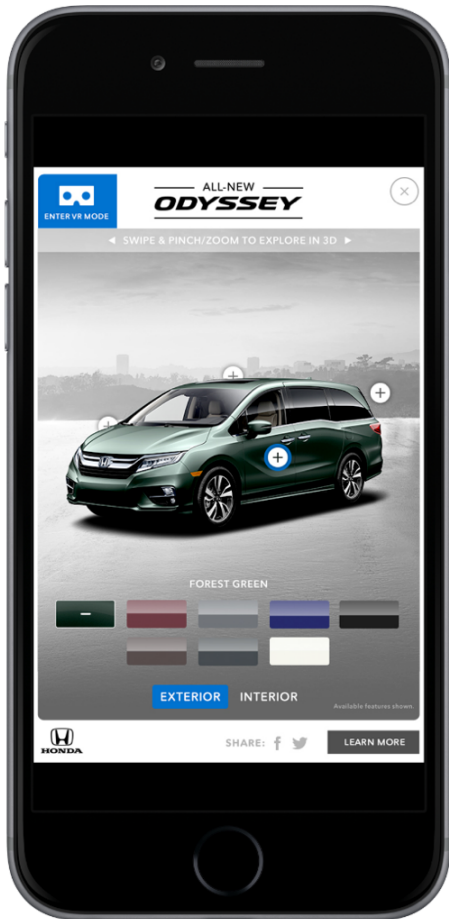 ENTER VR MODE
ALL-NEW
ODYSSEY
SWIPE & PINCH/ZOOM TO EXPLORE IN 3D
FOREST GREEN
EXTERIOR INTERIOR
Available features shown.
HONDA
SHARE:
LEARN MORE